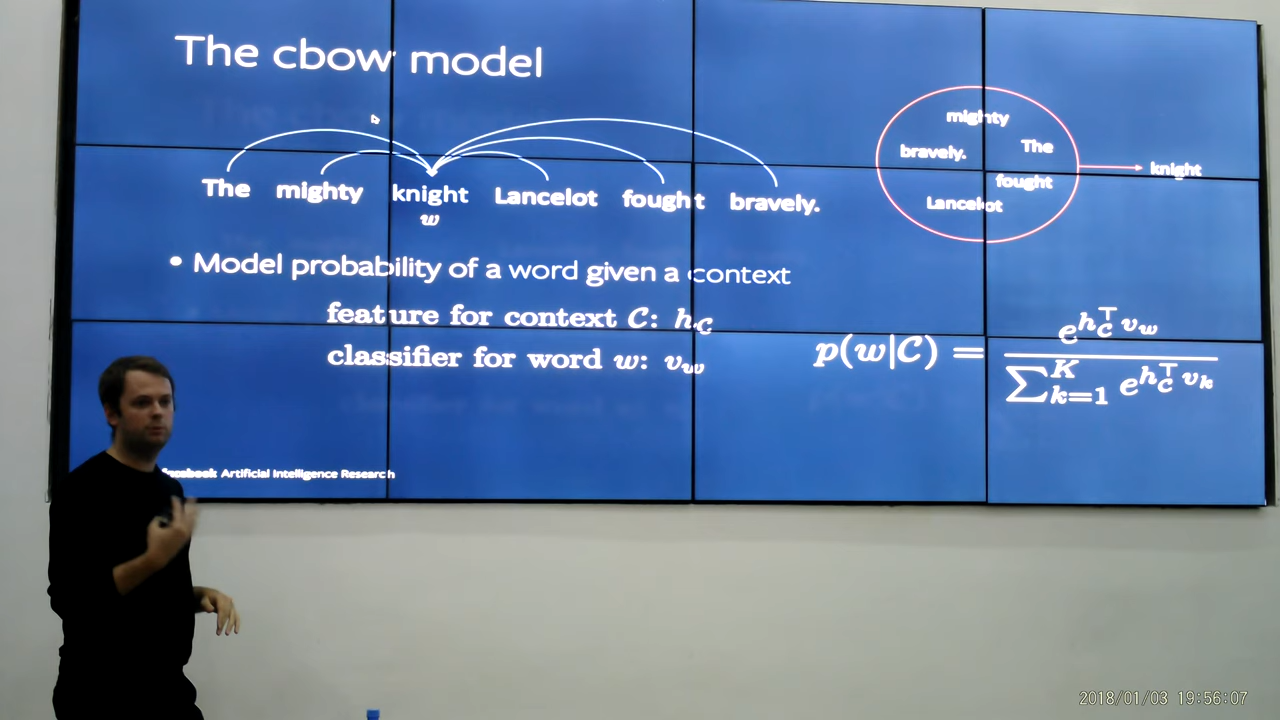 The cbow model
The mighty knight Lancelot fought bravely.
w
mighty
bravely. The
fought
Lancelot
knight
• Model probability of a word given a context
feature for context C: h_C
classifier for word w: v_w
p(w|C) = e^{h_C^⊤ v_w} / ∑_{k=1}^{K} e^{h_C^⊤ v_k}
facebook Artificial Intelligence Research
2018/01/03 19:56:07